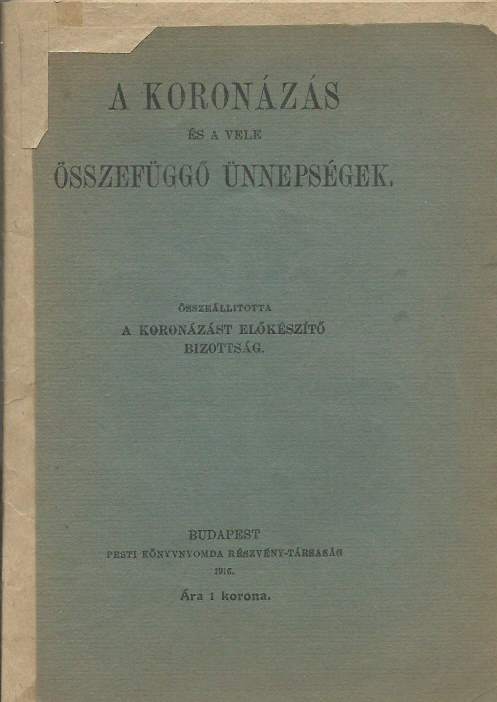 A KORONÁZÁS
ÉS A VELE
ÖSSZEFÜGGŐ ÜNNEPSÉGEK.
ÖSSZEÁLLITOTTA
A KORONÁZÁST ELŐKÉSZÍTŐ
BIZOTTSÁG.
BUDAPEST
PESTI KÖNYVNYOMDA RÉSZVÉNY-TÁRSASÁG
1916.
Ára 1 korona.